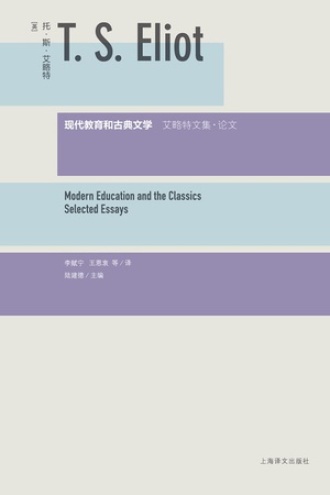 [英] 托·斯·艾略特
T. S. Eliot
现代教育和古典文学 艾略特文集·论文
Modern Education and the Classics
Selected Essays
李赋宁 王恩衷 等/译
陆建德/主编
上海译文出版社